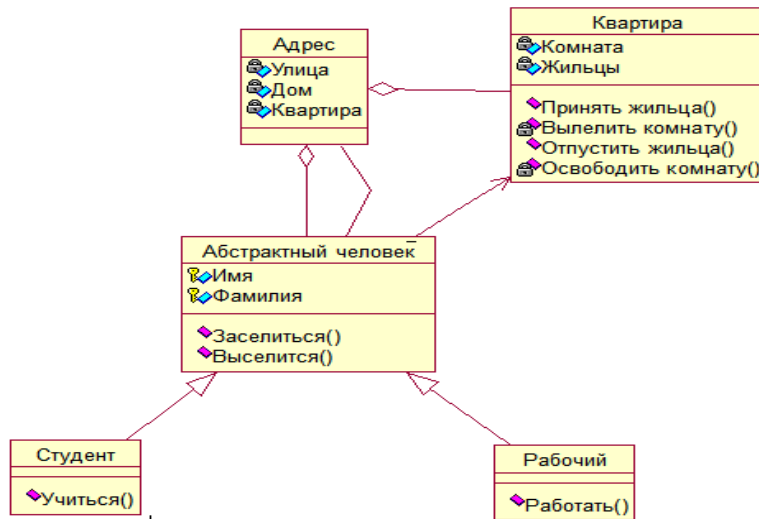 Адрес
Улица
Дом
Квартира
Квартира
Комната
Жильцы
Принять жильца()
Вылелить комнату()
Отпустить жильца()
Освободить комнату()
Абстрактный человек
Имя
Фамилия
Заселиться()
Выселится()
Студент
Учиться()
Рабочий
Работать()